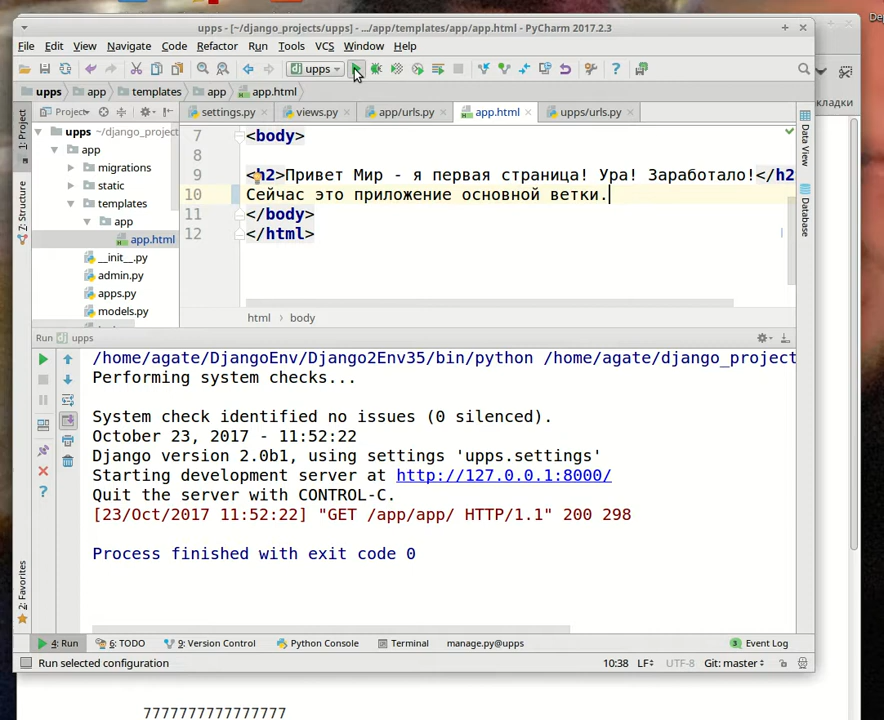 upps - [~/django_projects/upps] - .../app/templates/app/app.html - PyCharm 2017.2.3
File Edit View Navigate Code Refactor Run Tools VCS Window Help
upps
upps app templates app app.html
кладки
1: Project
Project
settings.py views.py app/urls.py app.html upps/urls.py
Data View
Database
upps ~/django_project
app
migrations
static
templates
app
app.html
__init__.py
admin.py
apps.py
models.py
7 <body>
8
9 <h2>Привет Мир - я первая страница! Ура! Заработало!</h2
10 Сейчас это приложение основной ветки.
11 </body>
12 </html>
html body
7: Structure
Run upps
/home/agate/DjangoEnv/Django2Env35/bin/python /home/agate/django_project
Performing system checks...
System check identified no issues (0 silenced).
October 23, 2017 - 11:52:22
Django version 2.0b1, using settings 'upps.settings'
Starting development server at http://127.0.0.1:8000/
Quit the server with CONTROL-C.
[23/Oct/2017 11:52:22] "GET /app/app/ HTTP/1.1" 200 298
Process finished with exit code 0
2: Favorites
4: Run 6: TODO 9: Version Control Python Console Terminal manage.py@upps 3 Event Log
Run selected configuration 10:38 LF UTF-8 Git: master
7777777777777777